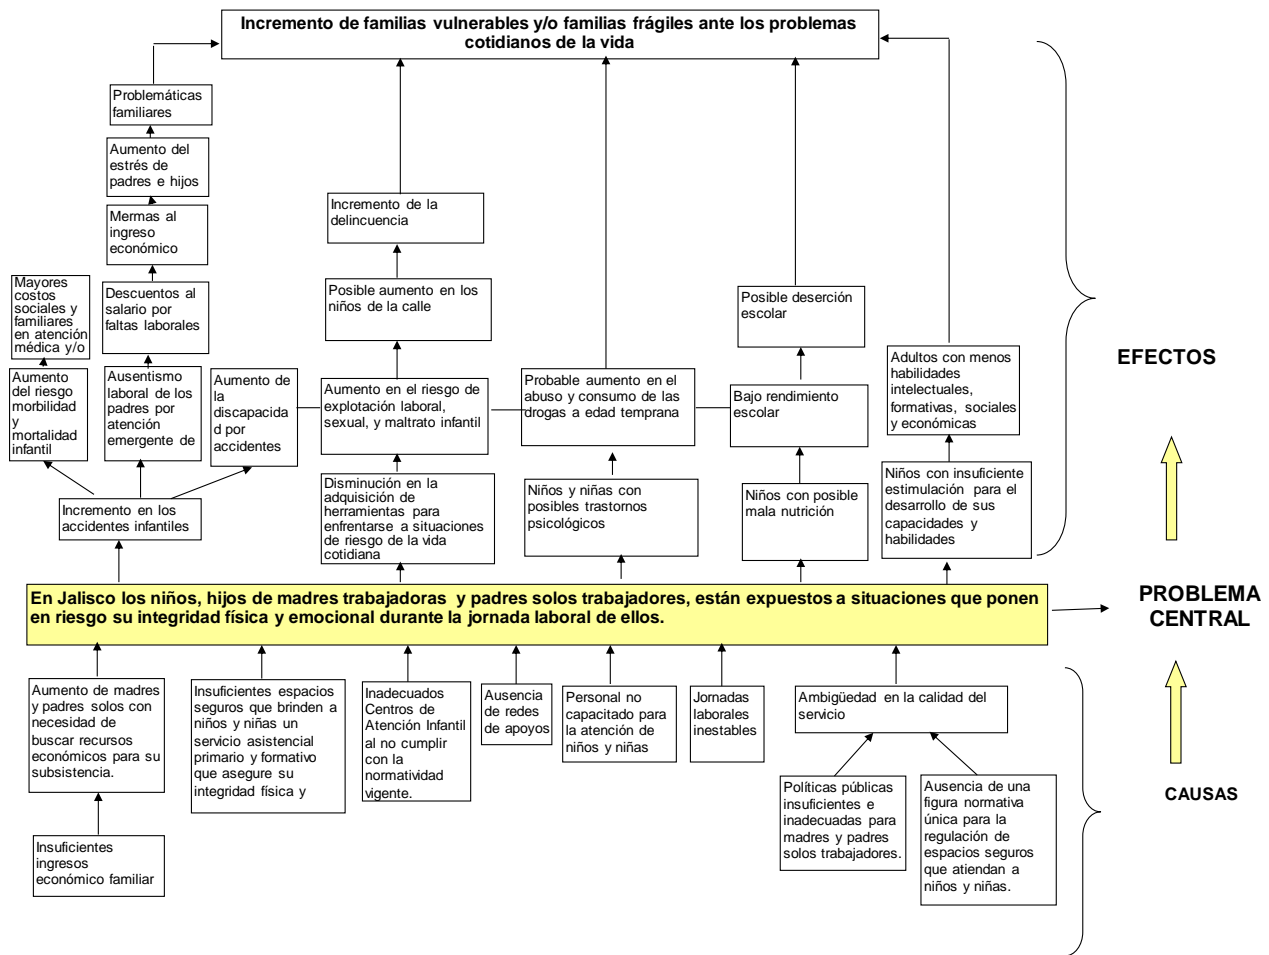 Incremento de familias vulnerables y/o familias frágiles ante los problemas
cotidianos de la vida
Problemáticas
familiares
Aumento del
estrés de
padres e hijos
Mermas al
ingreso
económico
Descuentos al
salario por
faltas laborales
Mayores
costos
sociales y
familiares
en atención
médica y/o
Aumento
del riesgo
morbilidad
y
mortalidad
infantil
Ausentismo
laboral de los
padres por
atención
emergente de
Aumento de
la
discapacida
d por
accidentes
Incremento en los
accidentes infantiles
Incremento de la
delincuencia
Posible aumento en los
niños de la calle
Aumento en el riesgo de
explotación laboral,
sexual, y maltrato infantil
Disminución en la
adquisición de
herramientas para
enfrentarse a situaciones
de riesgo de la vida
cotidiana
Probable aumento en el
abuso y consumo de las
drogas a edad temprana
Niños y niñas con
posibles trastornos
psicológicos
Posible deserción
escolar
Bajo rendimiento
escolar
Niños con posible
mala nutrición
Adultos con menos
habilidades
intelectuales,
formativas, sociales
y económicas
Niños con insuficiente
estimulación para el
desarrollo de sus
capacidades y
habilidades
EFECTOS
En Jalisco los niños, hijos de madres trabajadoras y padres solos trabajadores, están expuestos a situaciones que ponen
en riesgo su integridad física y emocional durante la jornada laboral de ellos.
PROBLEMA
CENTRAL
Aumento de madres
y padres solos con
necesidad de
buscar recursos
económicos para su
subsistencia.
Insuficientes
ingresos
económico familiar
Insuficientes espacios
seguros que brinden a
niños y niñas un
servicio asistencial
primario y formativo
que asegure su
integridad física y
Inadecuados
Centros de
Atención Infantil
al no cumplir
con la
normatividad
vigente.
Ausencia
de redes
de apoyos
Personal no
capacitado para
la atención de
niños y niñas
Jornadas
laborales
inestables
Ambigüedad en la calidad del
servicio
Políticas públicas
insuficientes e
inadecuadas para
madres y padres
solos trabajadores.
Ausencia de una
figura normativa
única para la
regulación de
espacios seguros
que atiendan a
niños y niñas.
CAUSAS